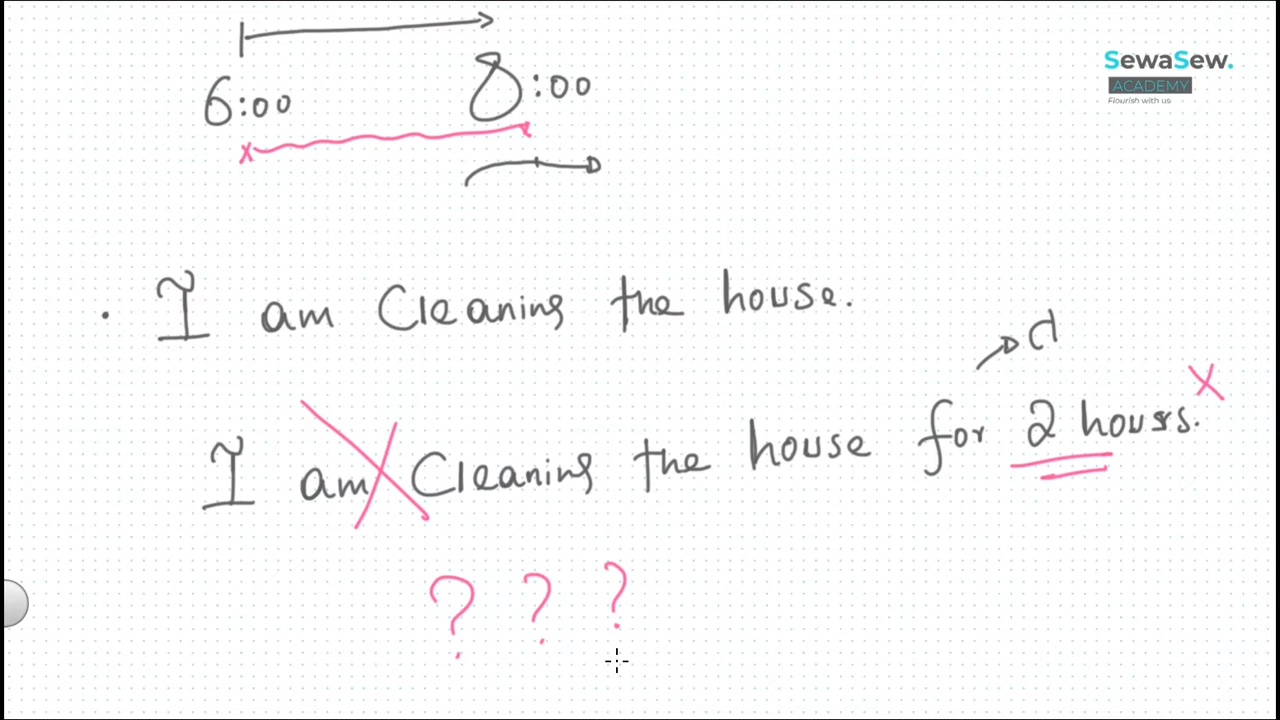 6:00 8:00
SewaSew.
ACADEMY
Flourish with us
. I am Cleaning the house.
d
I am Cleaning the house for 2 hours. x
? ? ?